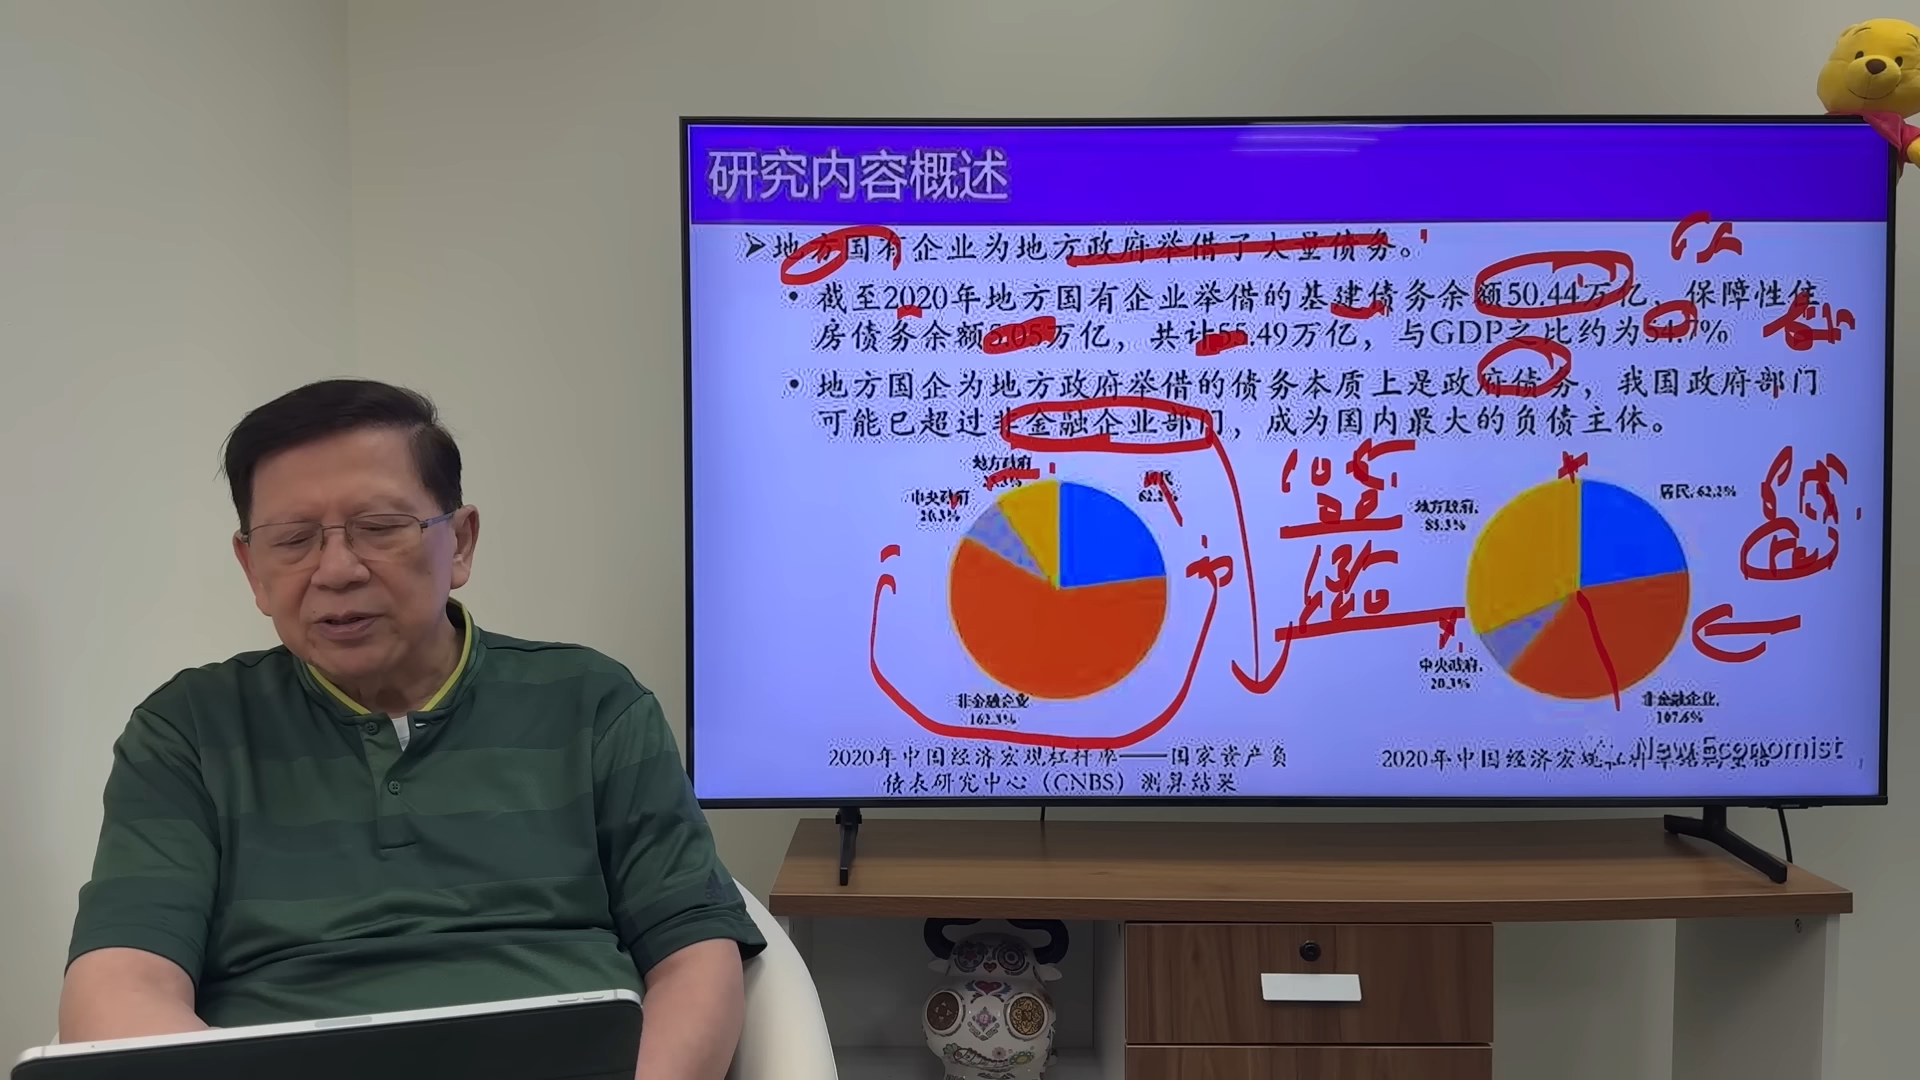 研究内容概述
➢地方国有企业为地方政府举借了大量债务。
• 截至2020年地方国有企业举借的基建债务余额50.44万亿，保障性住
房债务余额5.05万亿，共计55.49万亿，与GDP之比约为54.7%
• 地方国企为地方政府举借的债务本质上是政府债务，我国政府部门
可能已超过非金融企业部门，成为国内最大的负债主体。
地方政府
中央政府
20.3%
居民
62.2%
非金融企业
162.3%
2020年中国经济宏观杠杆率——国家资产负
债表研究中心（CNBS）测算结果
地方政府,
居民, 62.2%
中央政府,
20.3%
非金融企业,
107.6%
2020年中国经济宏观
New Economist